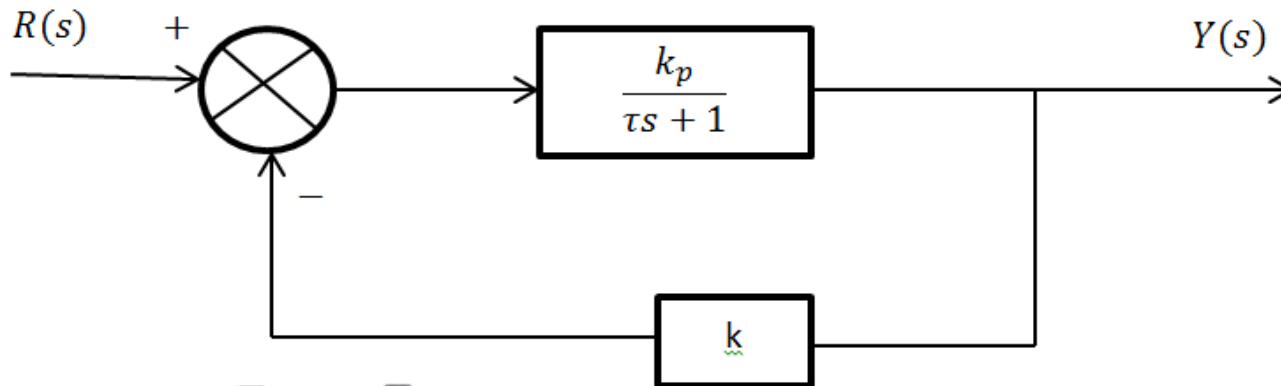 R(s)
+
k_p
τs + 1
Y(s)
−
k